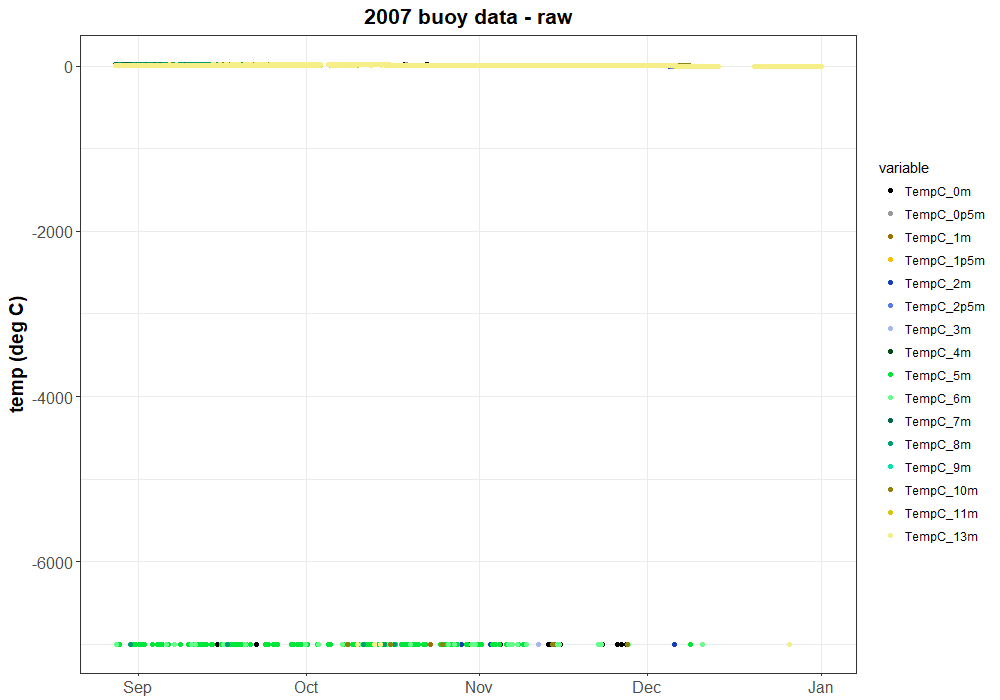 2007 buoy data - raw
temp (deg C)
0
-2000
-4000
-6000
Sep
Oct
Nov
Dec
Jan
variable
TempC_0m
TempC_0p5m
TempC_1m
TempC_1p5m
TempC_2m
TempC_2p5m
TempC_3m
TempC_4m
TempC_5m
TempC_6m
TempC_7m
TempC_8m
TempC_9m
TempC_10m
TempC_11m
TempC_13m